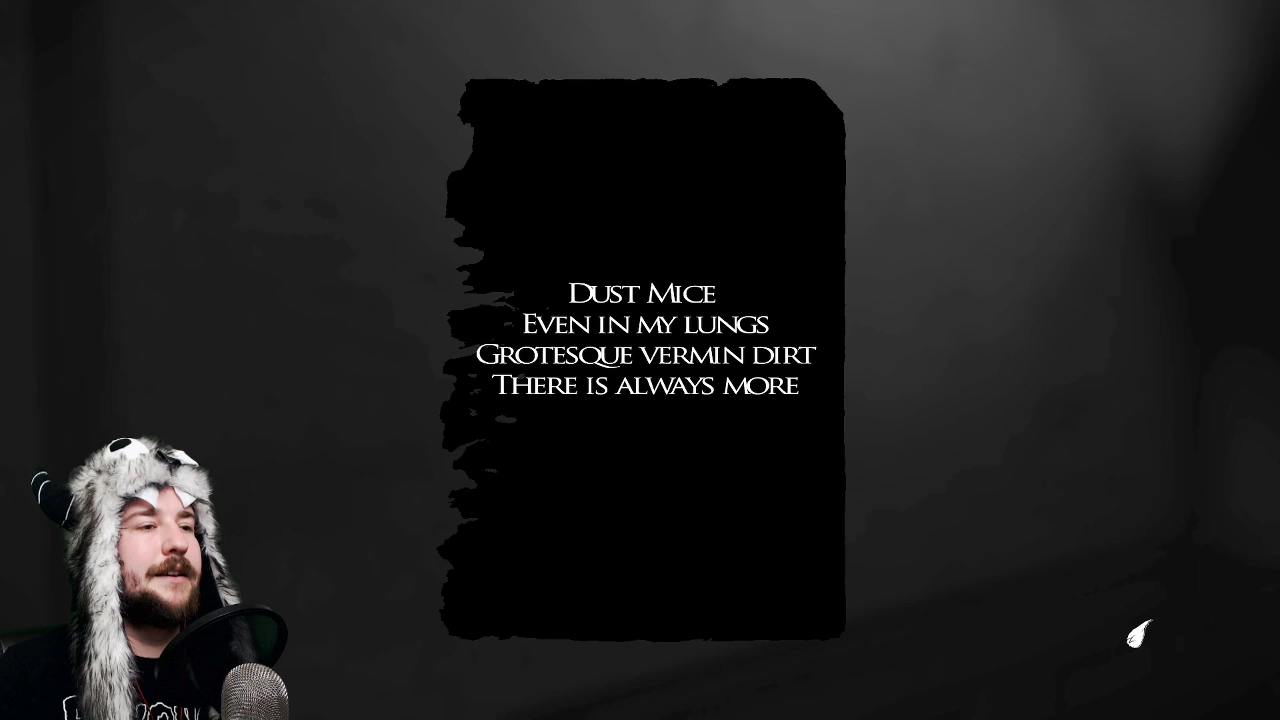 Dust Mice
Even in my lungs
Grotesque vermin dirt
There is always more